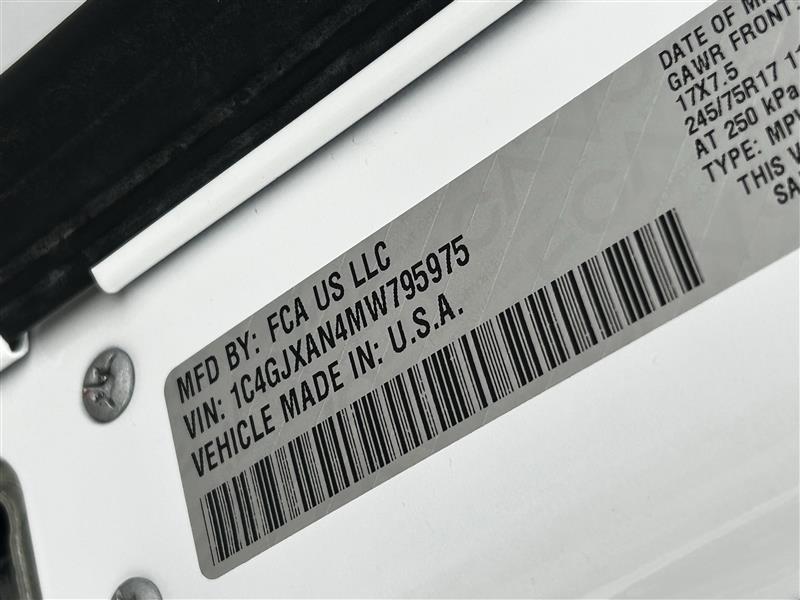 MFD BY: FCA US LLC
VIN: 1C4GJXAN4MW795975
VEHICLE MADE IN: U.S.A.
DATE OF
GAWR FRONT:
17X7.5
245/75R17
AT 250 kPa
TYPE: MPV
THIS